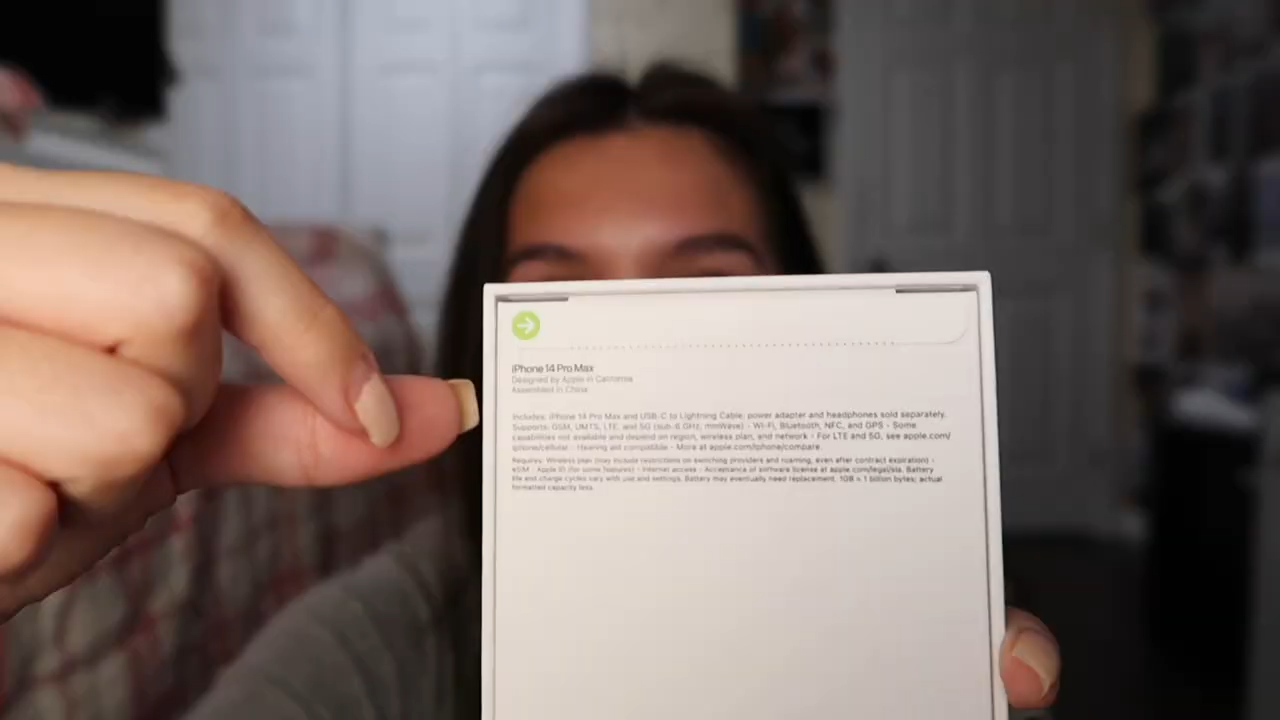 iPhone 14 Pro Max
Designed by Apple in California
Assembled in China
Includes: iPhone 14 Pro Max and USB-C to Lightning Cable; power adapter and headphones sold separately.
Supports: GSM, UMTS, LTE, and 5G (sub-6 GHz, mmWave) · Wi-Fi, Bluetooth, NFC, and GPS · Some
capabilities not available and depend on region, wireless plan, and network · For LTE and 5G, see apple.com/
iphone/cellular · Hearing aid compatible · More at apple.com/iphone/compare.
Requires: Wireless plan (may include restrictions on switching providers and roaming, even after contract expiration) ·
eSIM · Apple ID (for some features) · Internet access · Acceptance of software license at apple.com/legal/sla. Battery
life and charge cycles vary with use and settings. Battery may eventually need replacement. 1GB = 1 billion bytes; actual
formatted capacity less.